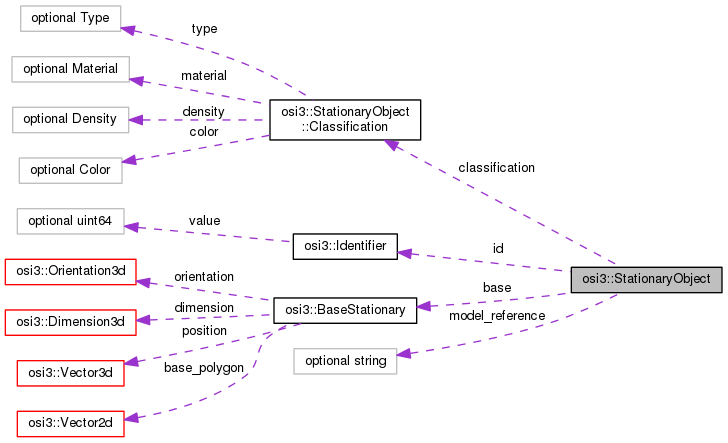 optional Type
type
optional Material
material
osi3::StationaryObject
::Classification
density
optional Density
color
optional Color
classification
optional uint64
value
osi3::Identifier
id
osi3::Orientation3d
orientation
osi3::StationaryObject
base
osi3::Dimension3d
dimension
osi3::BaseStationary
model_reference
position
optional string
osi3::Vector3d
base_polygon
osi3::Vector2d